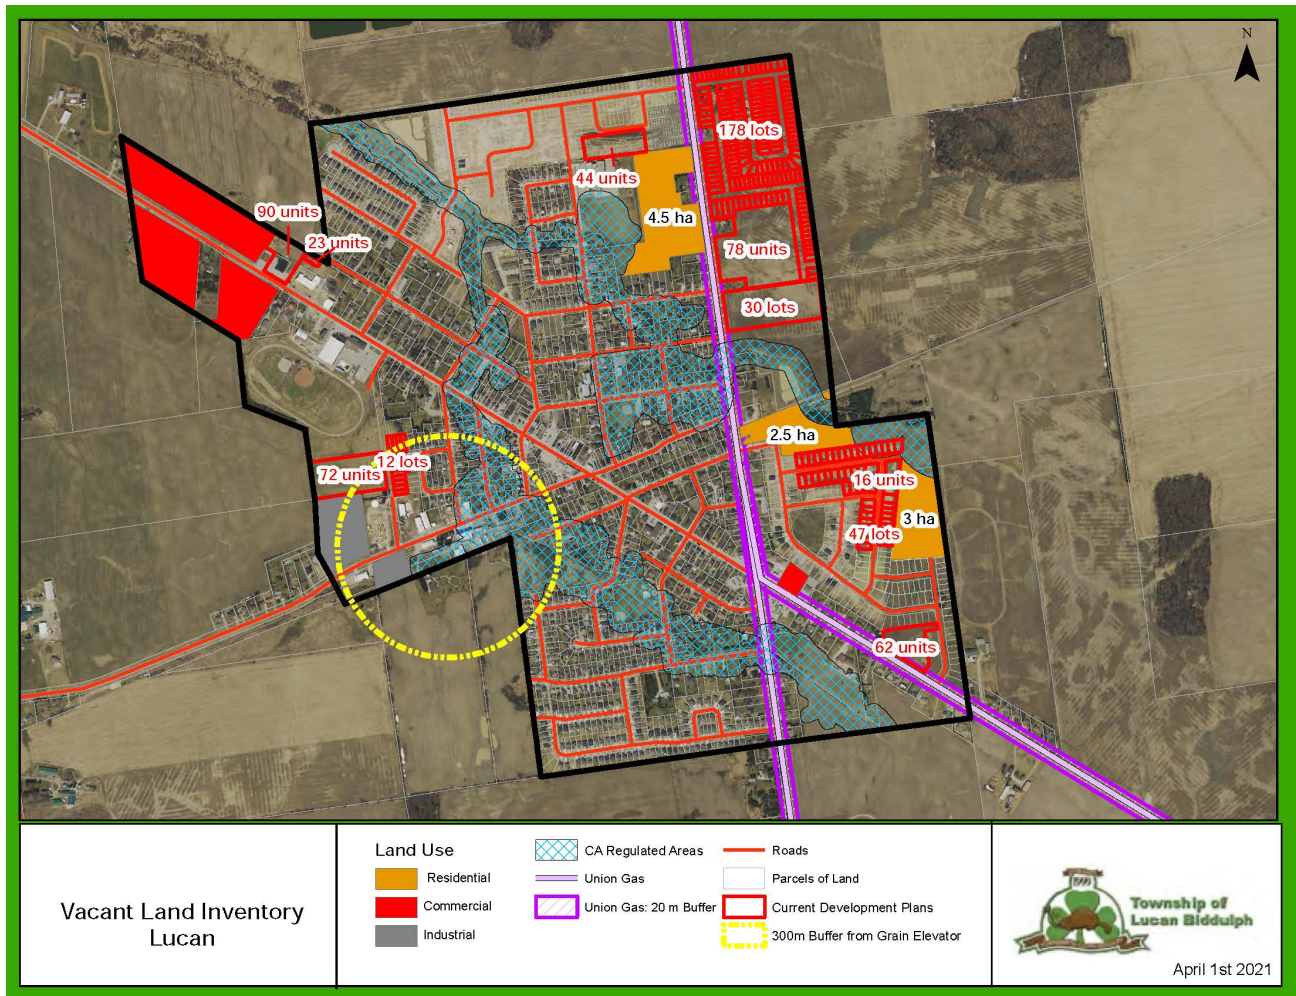 N
178 lots
44 units
4.5 ha
90 units
23 units
78 units
30 lots
2.5 ha
12 lots
72 units
16 units
3 ha
47 lots
62 units
Vacant Land Inventory
Lucan
Land Use
Residential
Commercial
Industrial
CA Regulated Areas
Union Gas
Union Gas: 20 m Buffer
Roads
Parcels of Land
Current Development Plans
300m Buffer from Grain Elevator
Township of
Lucan Biddulph
April 1st 2021